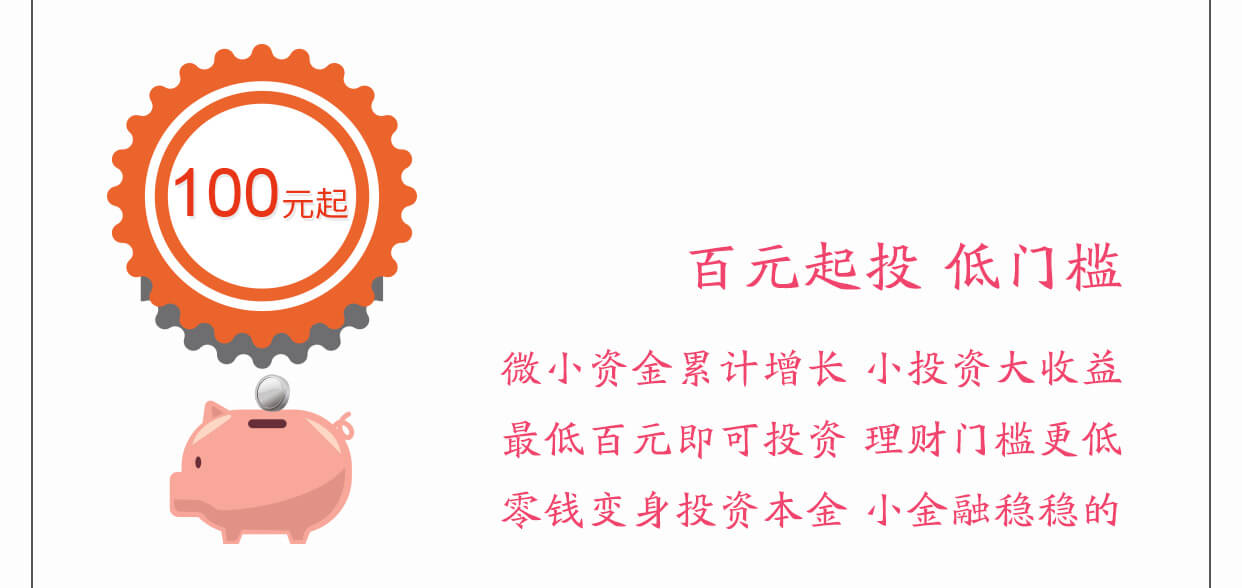 100元起
百元起投 低门槛
微小资金累计增长 小投资大收益
最低百元即可投资 理财门槛更低
零钱变身投资本金 小金融稳稳的